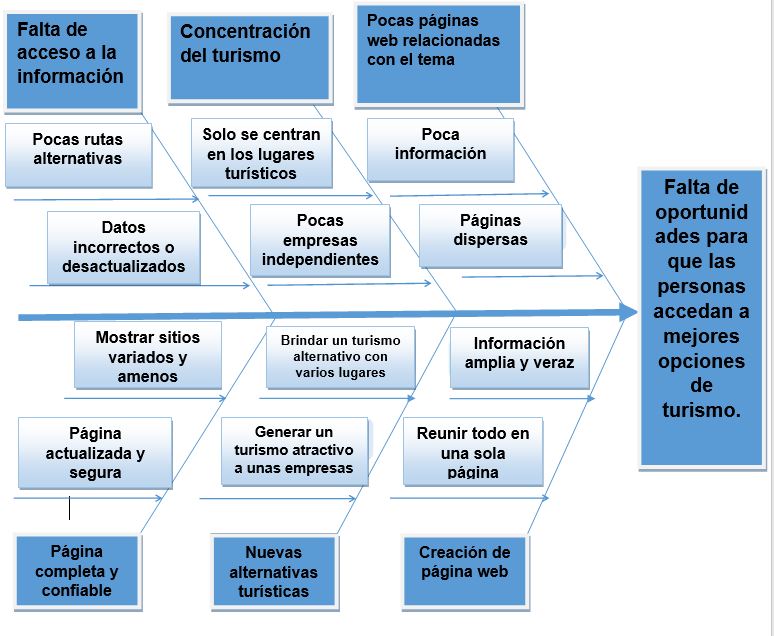 Falta de
acceso a la
información
Concentración
del turismo
Pocas páginas
web relacionadas
con el tema
Pocas rutas
alternativas
Solo se centran
en los lugares
turísticos
Poca
información
Datos
incorrectos o
desactualizados
Pocas
empresas
independientes
Páginas
dispersas
Falta de
oportunid
ades para
que las
personas
accedan a
mejores
opciones
de
turismo.
Mostrar sitios
variados y
amenos
Brindar un turismo
alternativo con
varios lugares
Información
amplia y veraz
Página
actualizada y
segura
Generar un
turismo atractivo
a unas empresas
Reunir todo en
una sola
página
Página
completa y
confiable
Nuevas
alternativas
turísticas
Creación de
página web